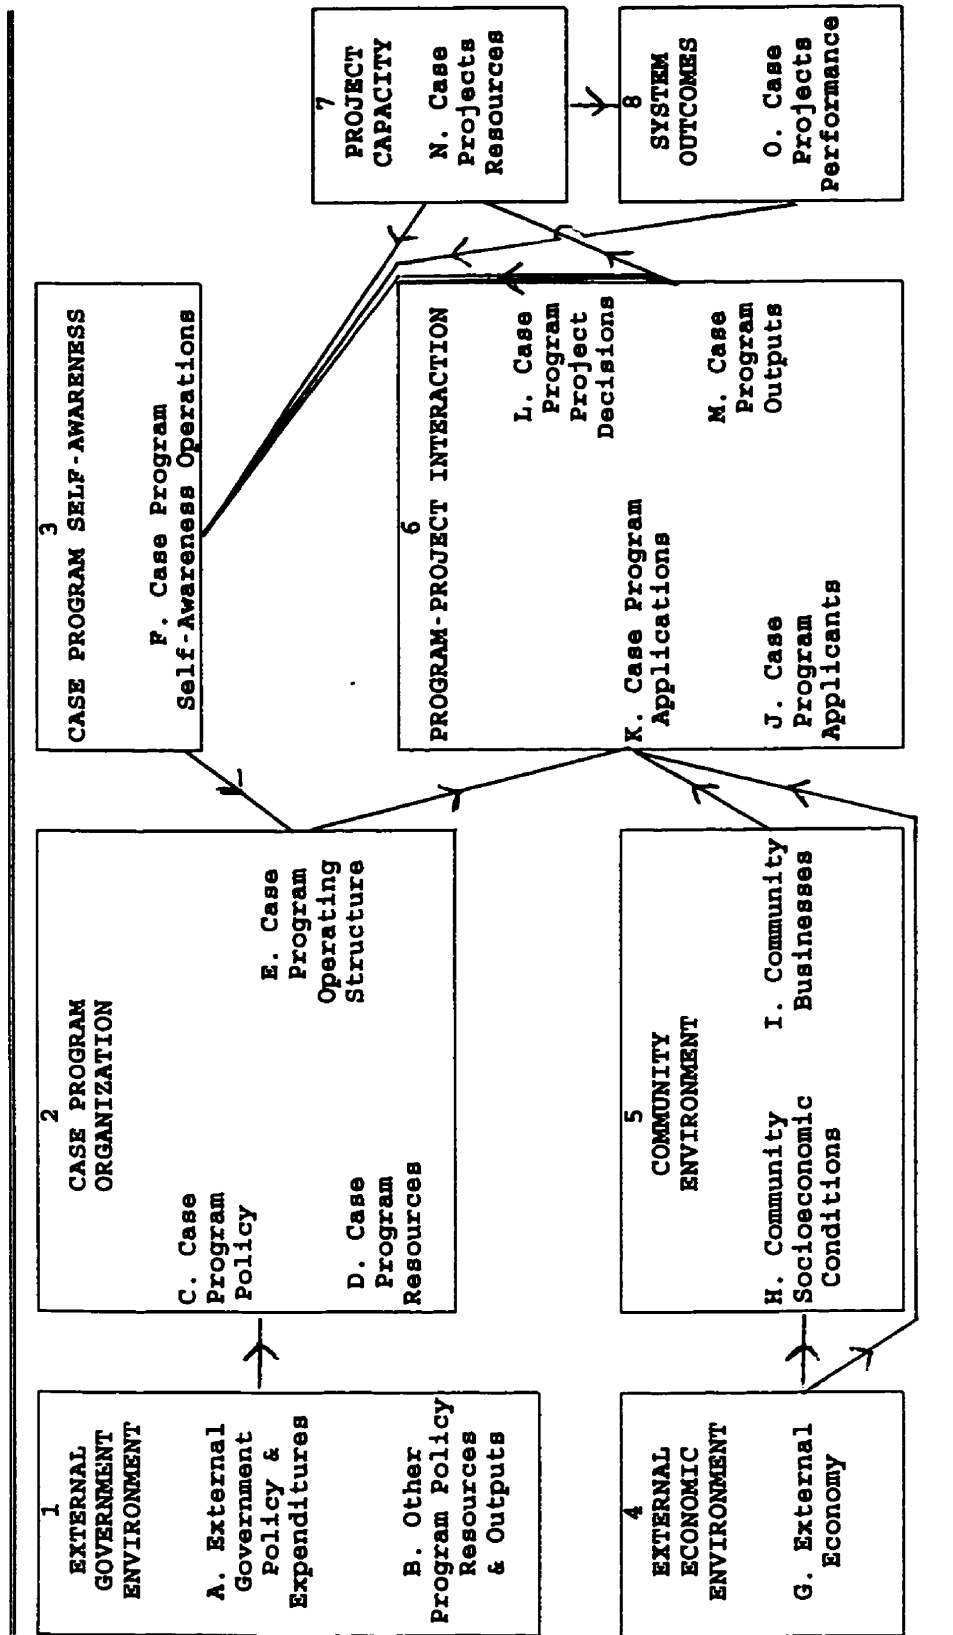 1
EXTERNAL
GOVERNMENT
ENVIRONMENT
A. External
Government
Policy &
Expenditures
B. Other
Program Policy
Resources
& Outputs
2
CASE PROGRAM
ORGANIZATION
C. Case
Program
Policy
D. Case
Program
Resources
E. Case
Program
Operating
Structure
3
CASE PROGRAM SELF-AWARENESS
F. Case Program
Self-Awareness Operations
4
EXTERNAL
ECONOMIC
ENVIRONMENT
G. External
Economy
5
COMMUNITY
ENVIRONMENT
H. Community
Socioeconomic
Conditions
I. Community
Businesses
6
PROGRAM-PROJECT INTERACTION
K. Case Program
Applications
J. Case
Program
Applicants
L. Case
Program
Project
Decisions
M. Case
Program
Outputs
7
PROJECT
CAPACITY
N. Case
Projects
Resources
8
SYSTEM
OUTCOMES
O. Case
Projects
Performance